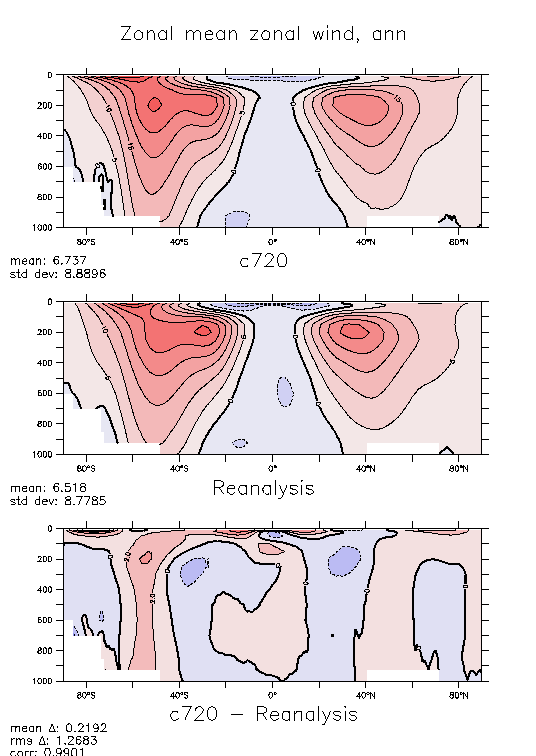 Zonal mean zonal wind, ann
0
200
400
600
800
1000
80°S 40°S 0° 40°N 80°N
mean: 6.737
std dev: 8.8896
c720
0
200
400
600
800
1000
80°S 40°S 0° 40°N 80°N
mean: 6.518
std dev: 8.7785
Reanalysis
0
200
400
600
800
1000
80°S 40°S 0° 40°N 80°N
c720 − Reanalysis
mean Δ: 0.2192
rms Δ: 1.2683
corr: 0.9901